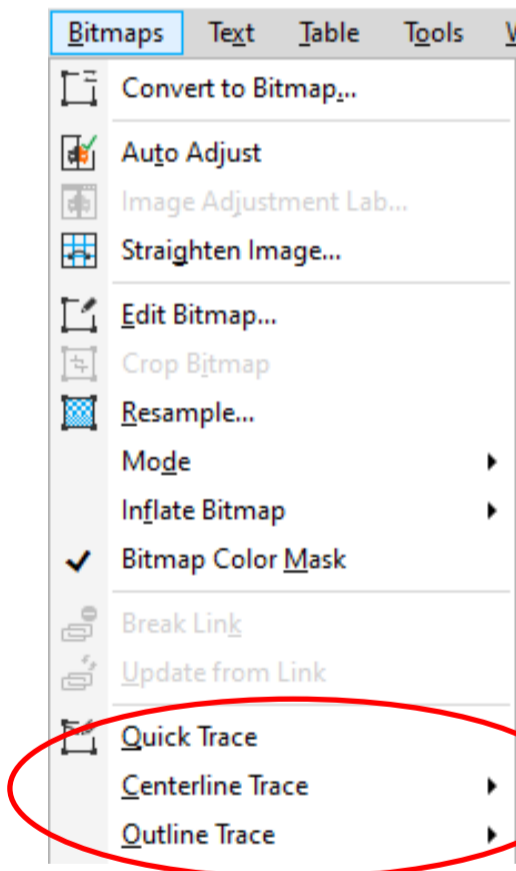 Bitmaps Text Table Tools
Convert to Bitmap...
Auto Adjust
Image Adjustment Lab...
Straighten Image...
Edit Bitmap...
Crop Bitmap
Resample...
Mode
Inflate Bitmap
Bitmap Color Mask
Break Link
Update from Link
Quick Trace
Centerline Trace
Outline Trace